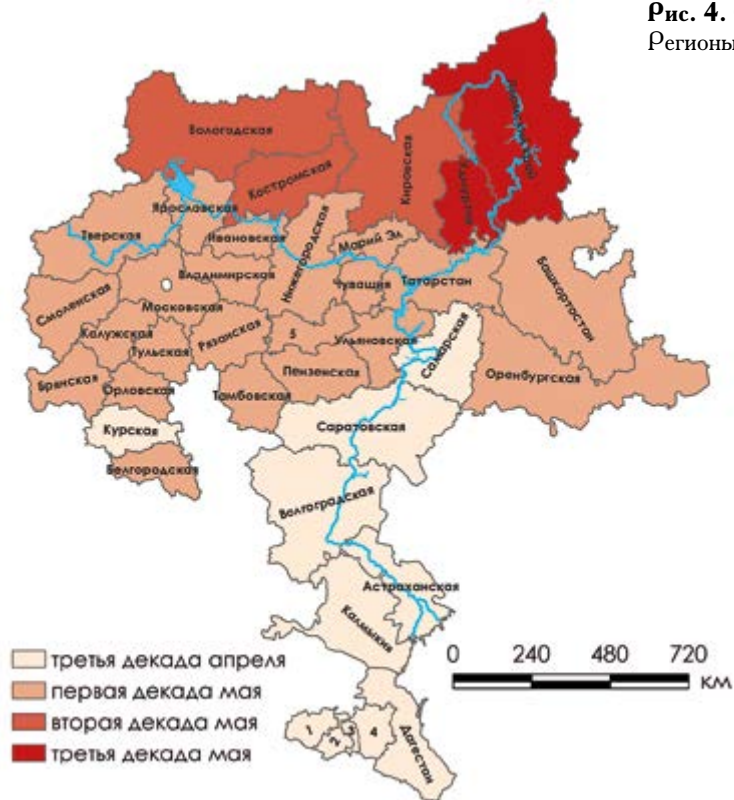 Рис. 4.
Регионы
Вологодская
Костромская
Кировская
Удмуртия
Пермский край
Ярославская
Тверская
Ивановская
Нижегородская
Марий Эл
Владимирская
Чувашия
Татарстан
Башкортостан
Смоленская
Московская
Калужская
Тульская
Рязанская
5
Ульяновская
Самарская
Оренбургская
Брянская
Орловская
Тамбовская
Пензенская
Курская
Саратовская
Белгородская
Волгоградская
Астраханская
Калмыкия
третья декада апреля
первая декада мая
вторая декада мая
третья декада мая
0 240 480 720
км
1
2
3
4
Дагестан